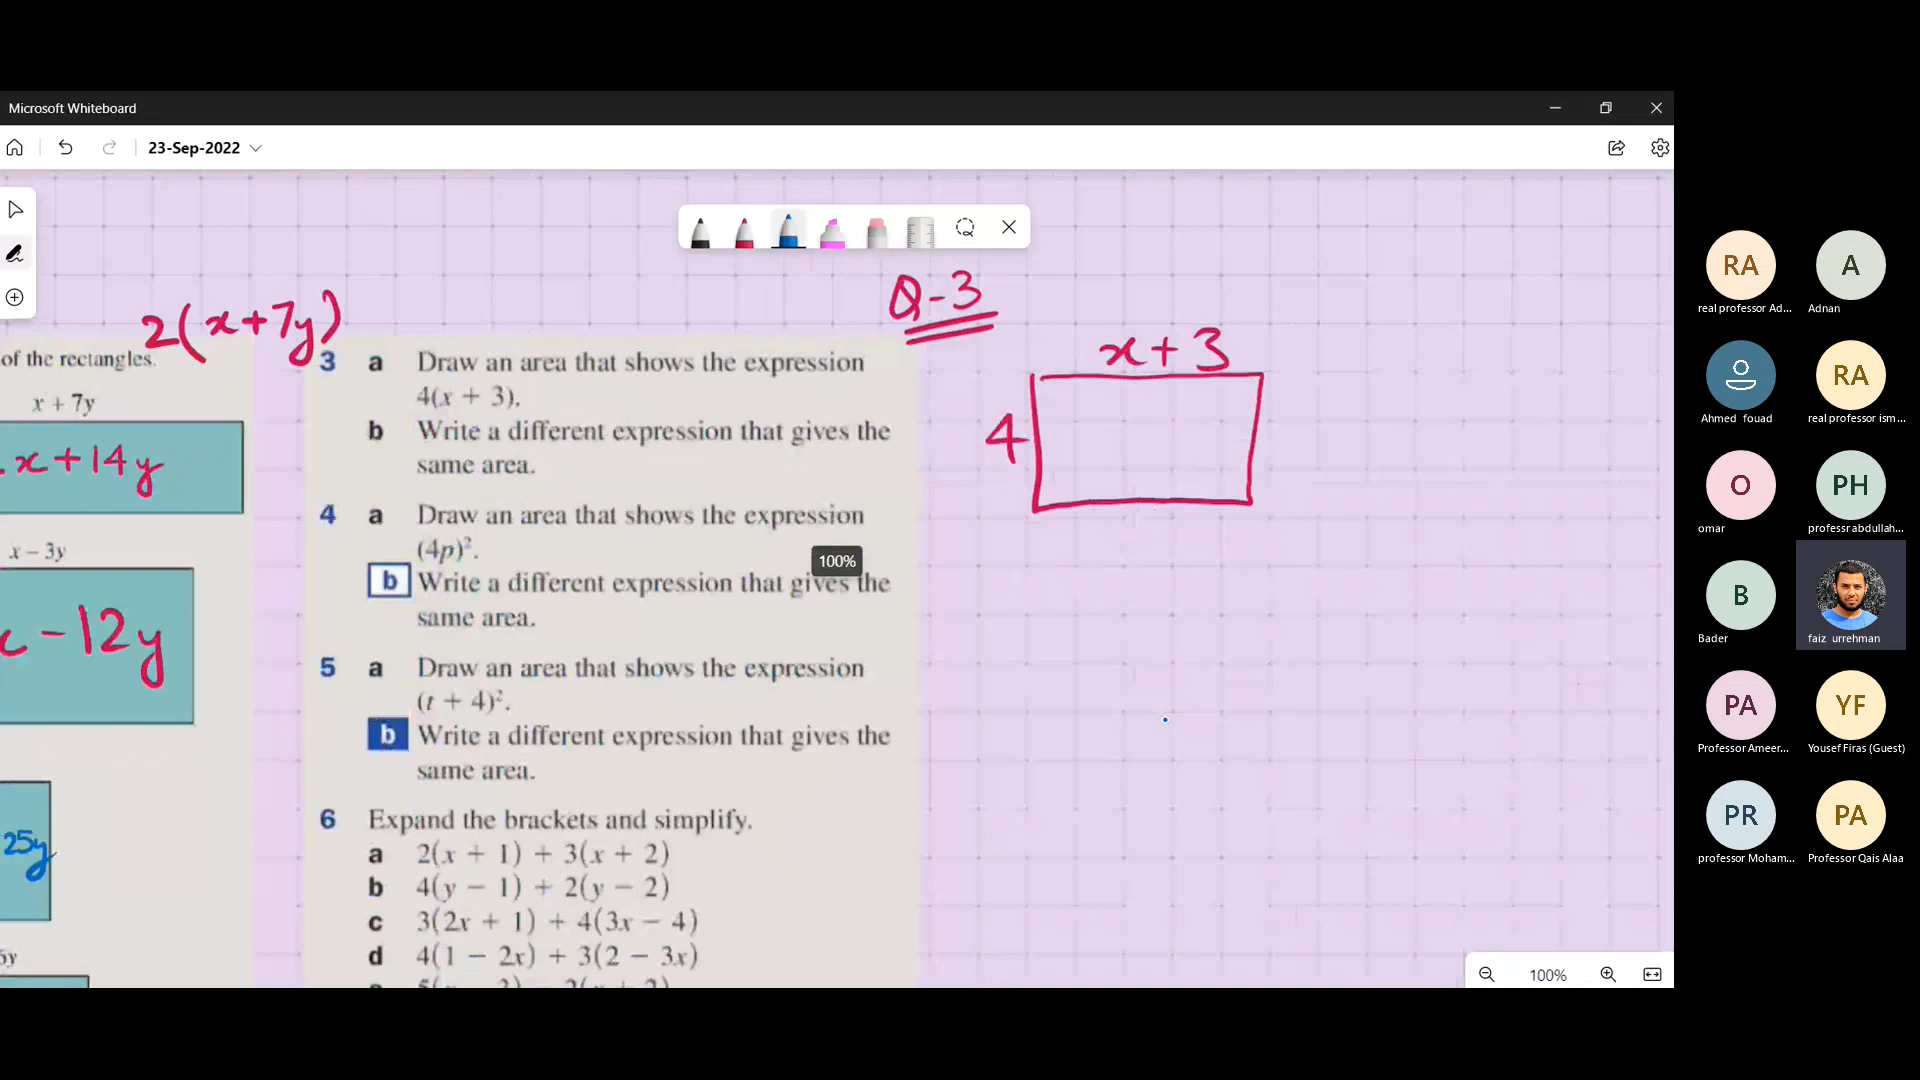 Microsoft Whiteboard
23-Sep-2022
Q-3
2(x+7y)
of the rectangles.
x + 7y
x+14y
x – 3y
-12y
25y
3 a Draw an area that shows the expression
4(x + 3).
b Write a different expression that gives the
same area.
4 a Draw an area that shows the expression
(4p)².
b Write a different expression that gives the
same area.
5 a Draw an area that shows the expression
(t + 4)².
b Write a different expression that gives the
same area.
6 Expand the brackets and simplify.
a 2(x + 1) + 3(x + 2)
b 4(y – 1) + 2(y – 2)
c 3(2x + 1) + 4(3x – 4)
d 4(1 – 2x) + 3(2 – 3x)
100%
x+3
4
100%
RA
real professor Ad...
A
Adnan
Ahmed fouad
RA
real professor ism...
O
omar
PH
professr abdullah...
B
Bader
faiz urrehman
PA
Professor Ameer...
YF
Yousef Firas (Guest)
PR
professor Moham...
PA
Professor Qais Alaa